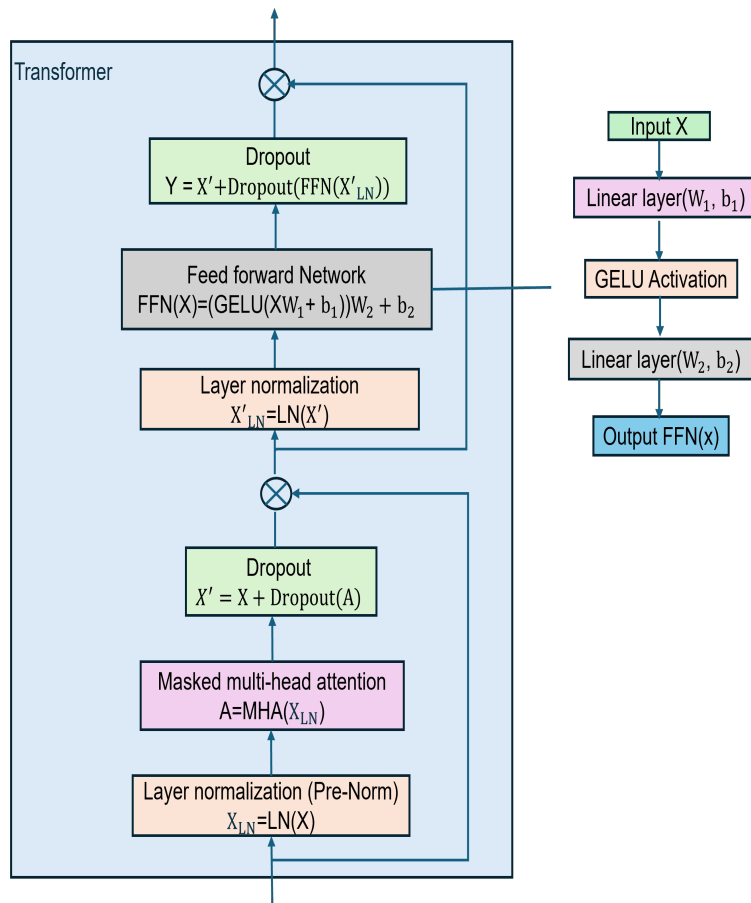 Transformer
Dropout
Y = X′+Dropout(FFN(X′LN))
Feed forward Network
FFN(X)=(GELU(XW1+ b1))W2 + b2
Layer normalization
X′LN=LN(X′)
Dropout
X′ = X + Dropout(A)
Masked multi-head attention
A=MHA(XLN)
Layer normalization (Pre-Norm)
XLN=LN(X)
Input X
Linear layer(W1, b1)
GELU Activation
Linear layer(W2, b2)
Output FFN(x)